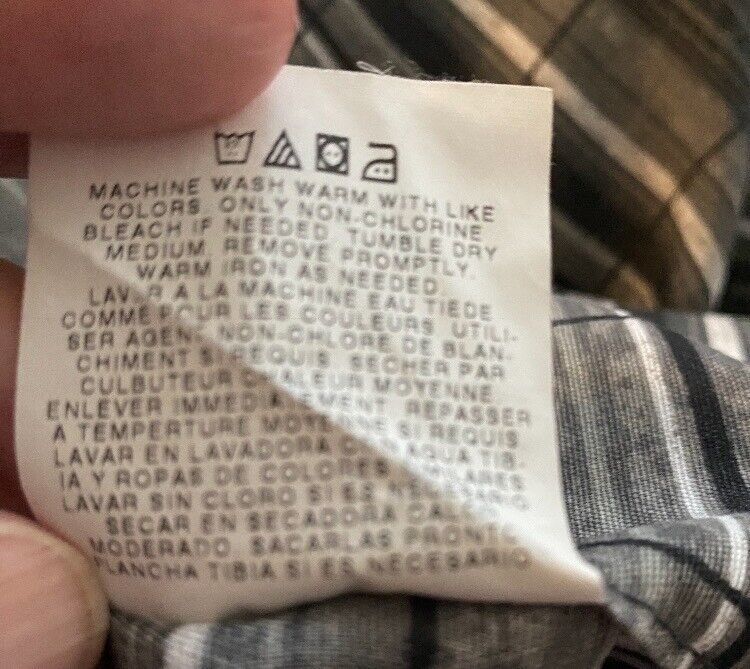 MACHINE WASH WARM WITH LIKE
COLORS. ONLY NON-CHLORINE
BLEACH IF NEEDED. TUMBLE DRY
MEDIUM. REMOVE PROMPTLY.
WARM IRON AS NEEDED.
LAVER A LA MACHINE EAU TIEDE
COMME POUR LES COULEURS. UTILI-
SER AGENT NON-CHLORE DE BLAN-
CHIMENT SI REQUIS. SECHER PAR
CULBUTEUR CHALEUR MOYENNE.
ENLEVER IMMEDIATEMENT. REPASSER
A TEMPERTURE MOYENNE SI REQUIS
LAVAR EN LAVADORA CON AQUA TIB-
IA Y ROPAS DE COLORES SIMILARES
LAVAR SIN CLORO SI ES NECESARIO
SECAR EN SECADORA CALOR
MODERADO. SACARLAS PRONTO
PLANCHA TIBIA SI ES NECESARIO